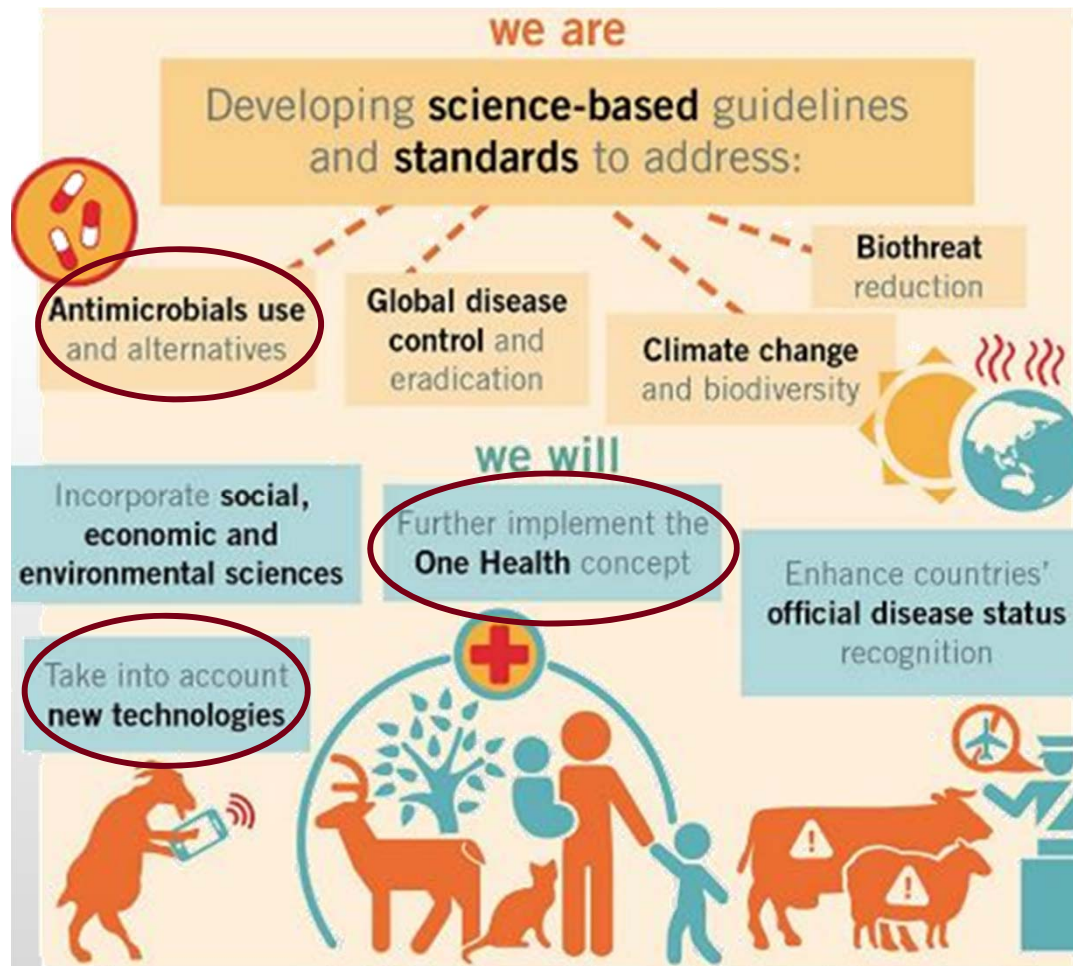 we are
Developing science-based guidelines
and standards to address:
Antimicrobials use
and alternatives
Global disease
control and
eradication
Climate change
and biodiversity
Biothreat
reduction
we will
Incorporate social,
economic and
environmental sciences
Further implement the
One Health concept
Enhance countries'
official disease status
recognition
Take into account
new technologies
!
!